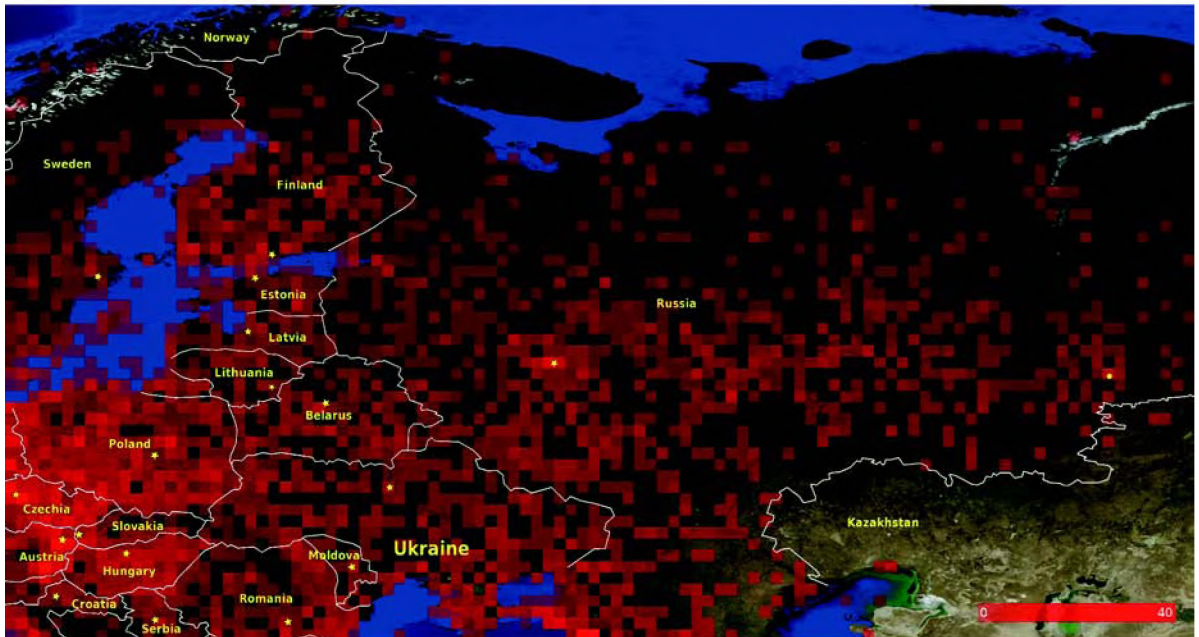 Norway
Sweden
Finland
Estonia
Russia
Latvia
Lithuania
Belarus
Poland
Czechia
Slovakia
Kazakhstan
Ukraine
Austria
Moldova
Hungary
Croatia
Romania
0 40
Serbia